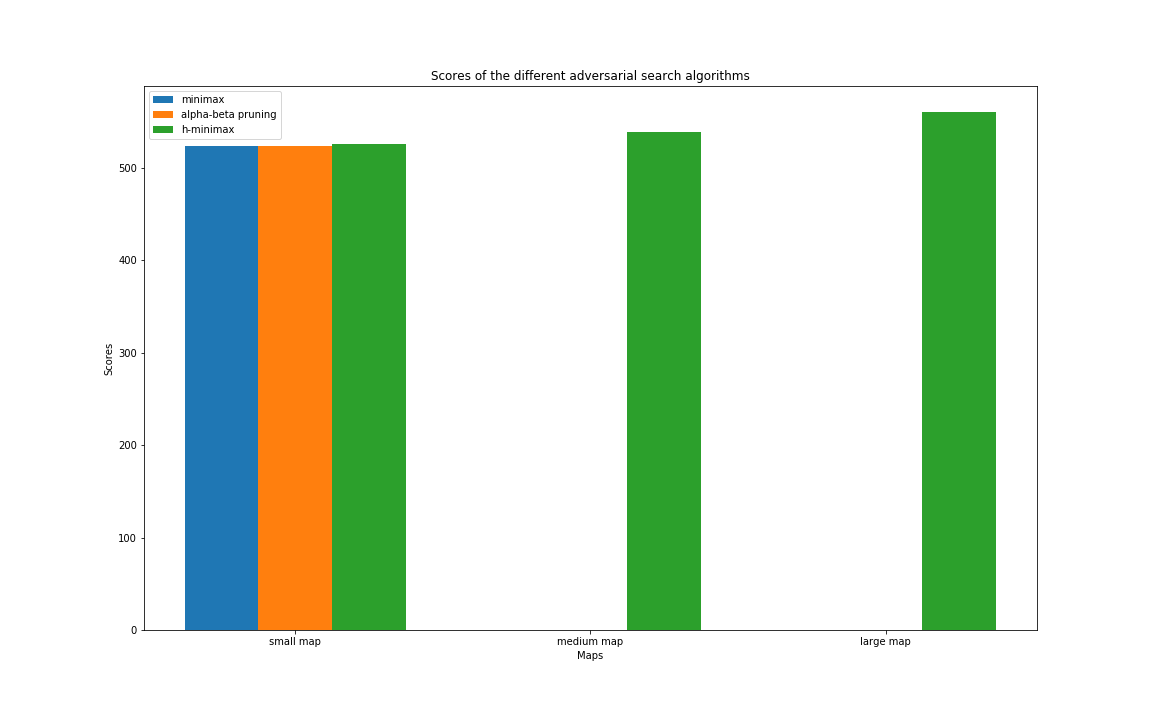 Scores of the different adversarial search algorithms
minimax
alpha-beta pruning
h-minimax
500
400
300
200
100
0
Scores
small map
medium map
large map
Maps